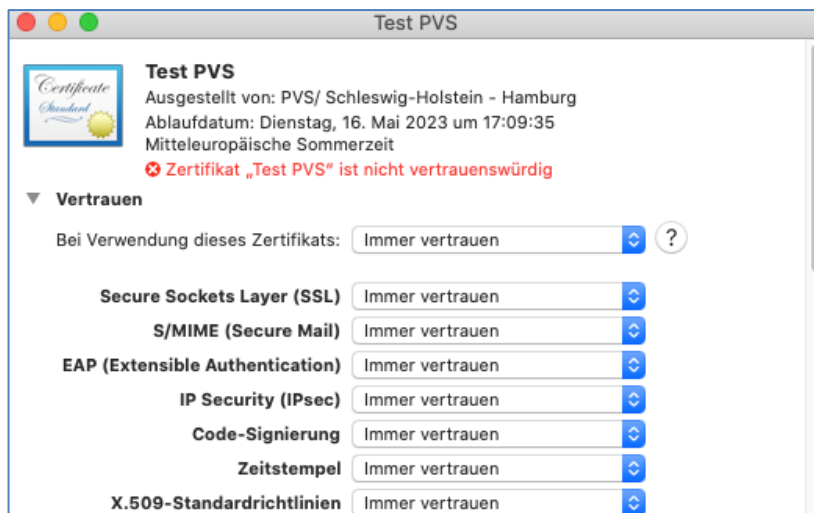 Test PVS
Certificate
Standard
Test PVS
Ausgestellt von: PVS/ Schleswig-Holstein - Hamburg
Ablaufdatum: Dienstag, 16. Mai 2023 um 17:09:35
Mitteleuropäische Sommerzeit
Zertifikat „Test PVS“ ist nicht vertrauenswürdig
Vertrauen
Bei Verwendung dieses Zertifikats: Immer vertrauen ?
Secure Sockets Layer (SSL) Immer vertrauen
S/MIME (Secure Mail) Immer vertrauen
EAP (Extensible Authentication) Immer vertrauen
IP Security (IPsec) Immer vertrauen
Code-Signierung Immer vertrauen
Zeitstempel Immer vertrauen
X.509-Standardrichtlinien Immer vertrauen